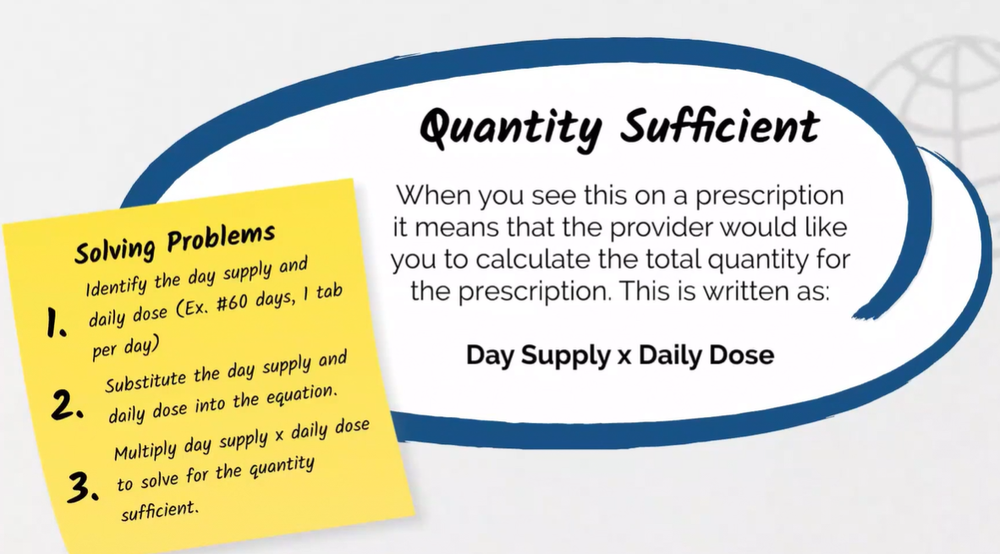 Quantity Sufficient
When you see this on a prescription
it means that the provider would like
you to calculate the total quantity for
the prescription. This is written as:
Day Supply x Daily Dose
Solving Problems
1. Identify the day supply and
daily dose (Ex. #60 days, 1 tab
per day)
2. Substitute the day supply and
daily dose into the equation.
3. Multiply day supply x daily dose
to solve for the quantity
sufficient.